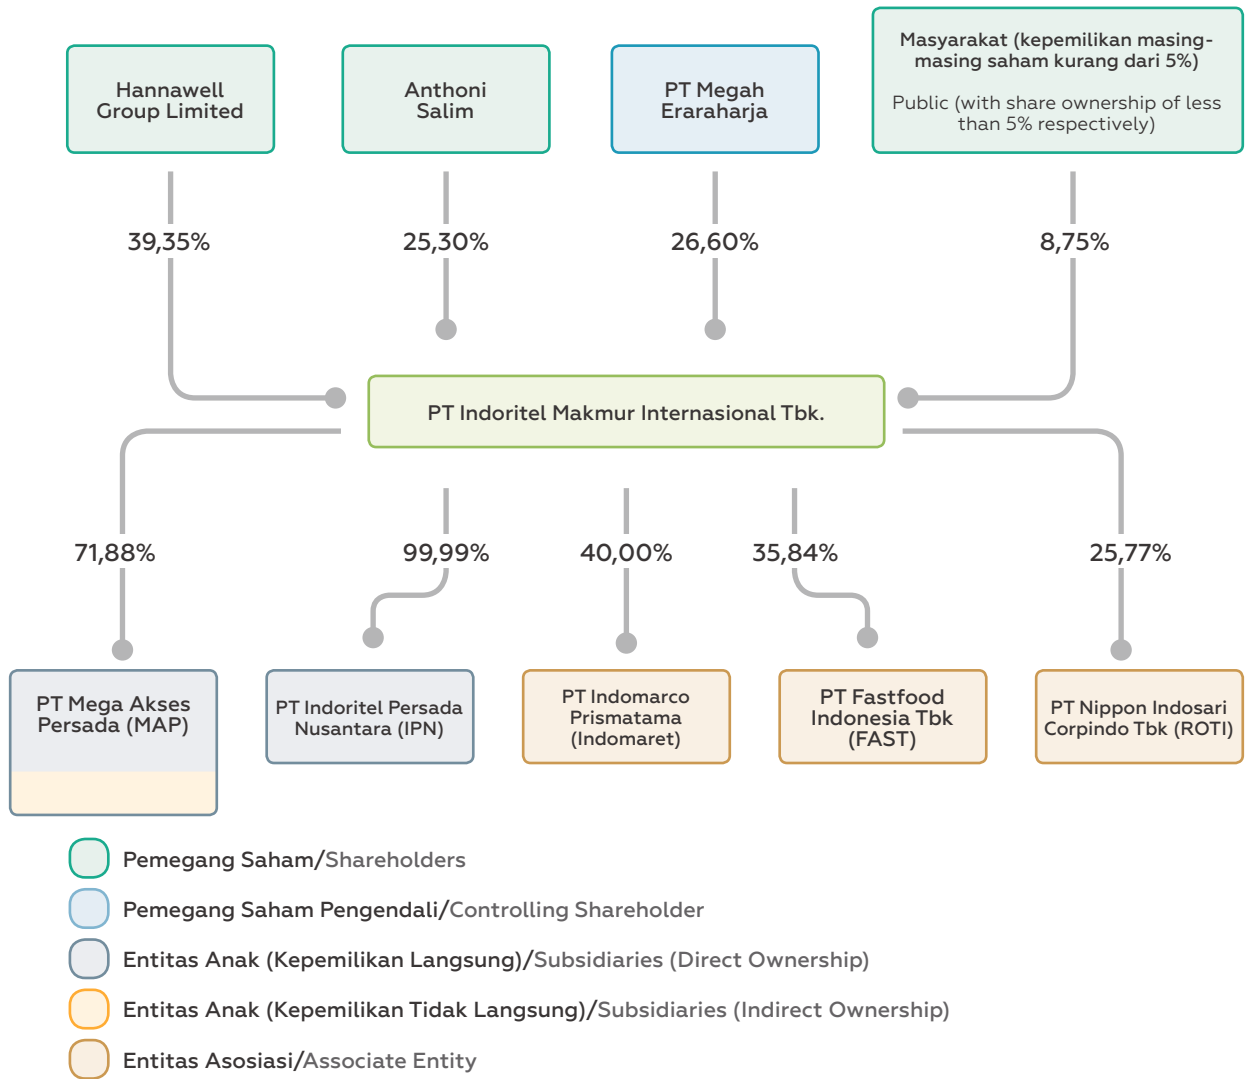 Hannawell
Group Limited
Anthoni
Salim
PT Megah
Eraraharja
Masyarakat (kepemilikan masing-
masing saham kurang dari 5%)
Public (with share ownership of less
than 5% respectively)
39,35%
25,30%
26,60%
8,75%
PT Indoritel Makmur Internasional Tbk.
71,88%
99,99%
40,00%
35,84%
25,77%
PT Mega Akses
Persada (MAP)
PT Indoritel Persada
Nusantara (IPN)
PT Indomarco
Prismatama
(Indomaret)
PT Fastfood
Indonesia Tbk
(FAST)
PT Nippon Indosari
Corpindo Tbk (ROTI)
Pemegang Saham/Shareholders
Pemegang Saham Pengendali/Controlling Shareholder
Entitas Anak (Kepemilikan Langsung)/Subsidiaries (Direct Ownership)
Entitas Anak (Kepemilikan Tidak Langsung)/Subsidiaries (Indirect Ownership)
Entitas Asosiasi/Associate Entity